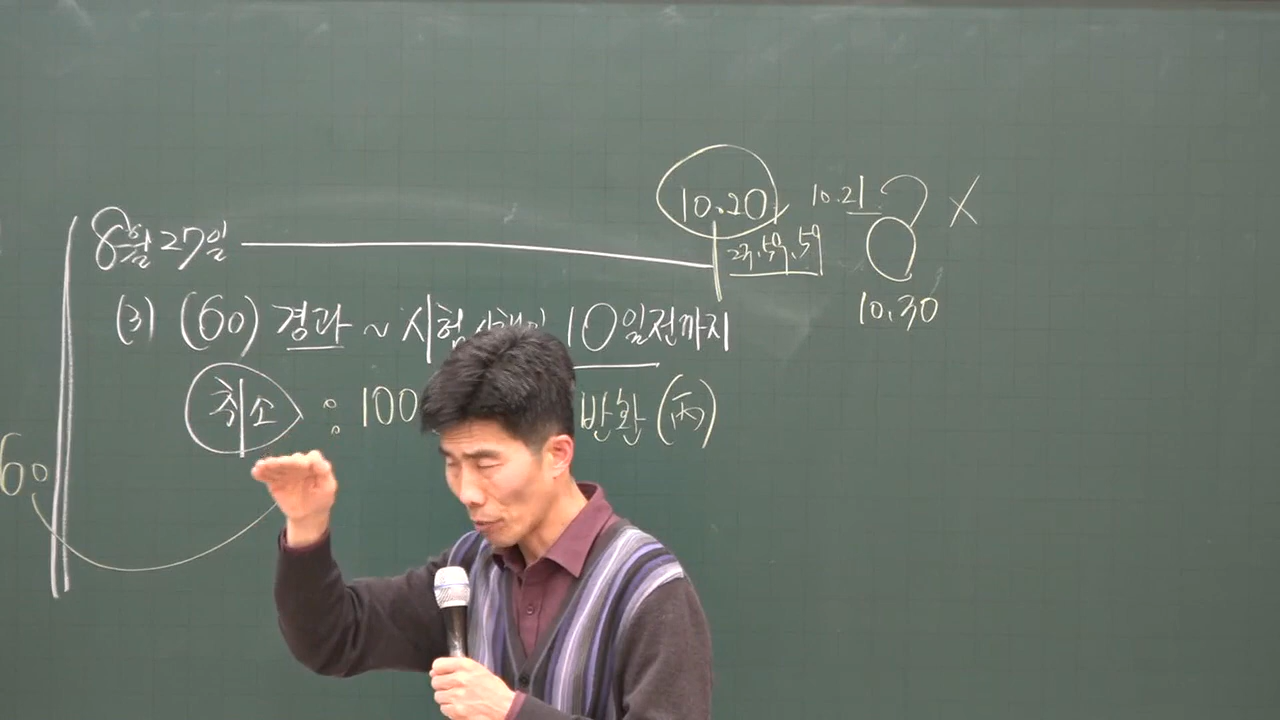 10.20 10.21 X
8월 27일 23.59.59
10.30
(3) (60) 경과 ~ 시험 10일전까지
취소 : 100 반환 (丙)
60